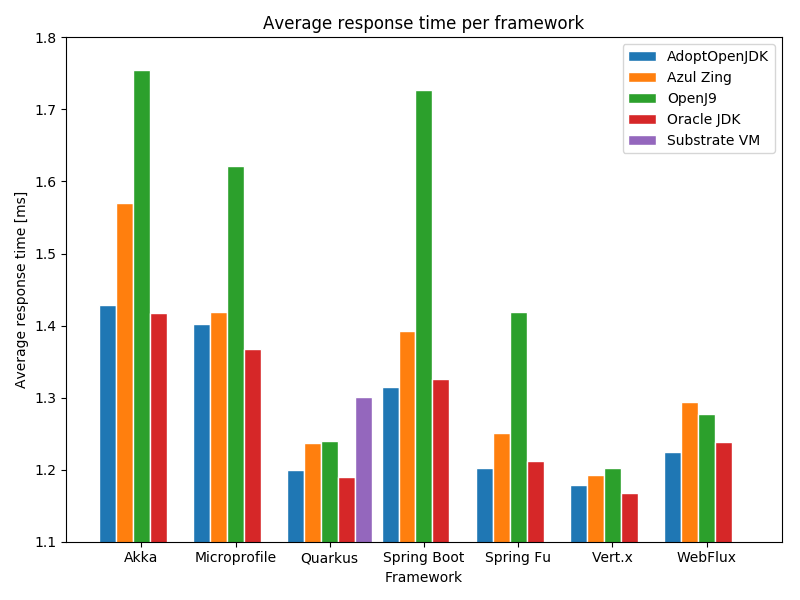 Average response time per framework
AdoptOpenJDK
Azul Zing
OpenJ9
Oracle JDK
Substrate VM
Average response time [ms]
1.8
1.7
1.6
1.5
1.4
1.3
1.2
1.1
Akka
Microprofile
Quarkus
Spring Boot
Spring Fu
Vert.x
WebFlux
Framework